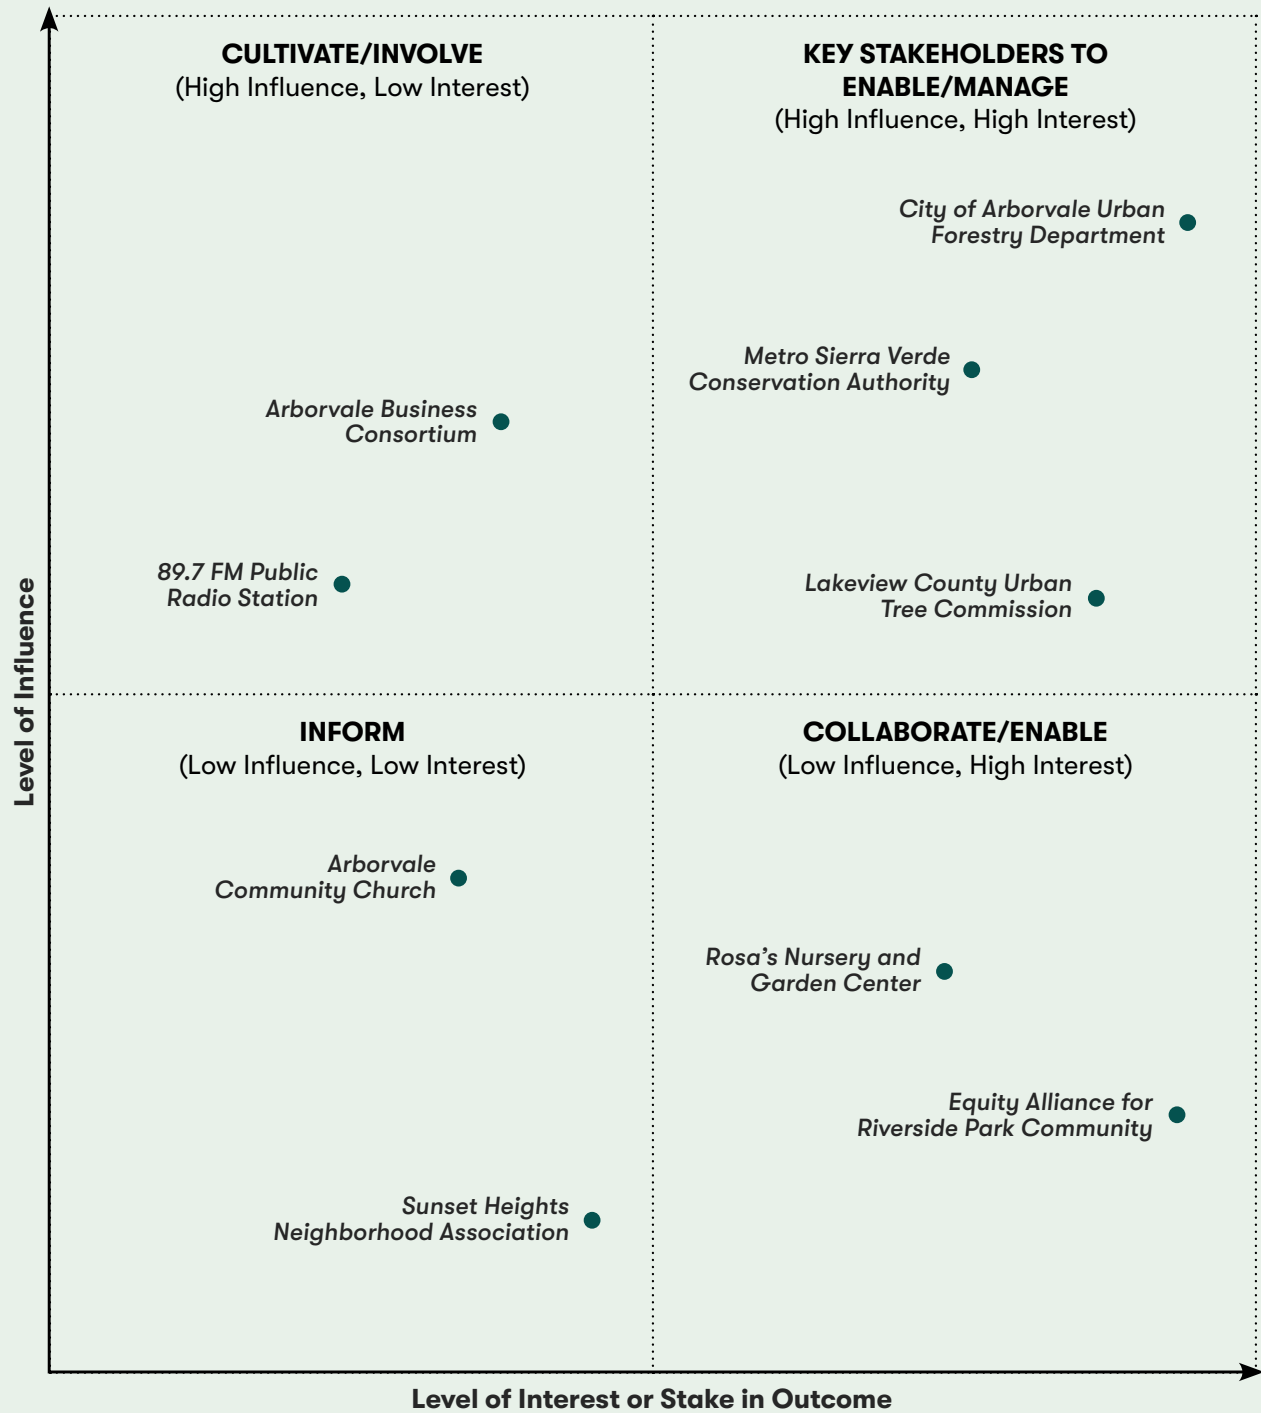 CULTIVATE/INVOLVE
(High Influence, Low Interest)
KEY STAKEHOLDERS TO
ENABLE/MANAGE
(High Influence, High Interest)
City of Arborvale Urban
Forestry Department
Metro Sierra Verde
Conservation Authority
Arborvale Business
Consortium
89.7 FM Public
Radio Station
Lakeview County Urban
Tree Commission
Level of Influence
INFORM
(Low Influence, Low Interest)
COLLABORATE/ENABLE
(Low Influence, High Interest)
Arborvale
Community Church
Rosa’s Nursery and
Garden Center
Equity Alliance for
Riverside Park Community
Sunset Heights
Neighborhood Association
Level of Interest or Stake in Outcome